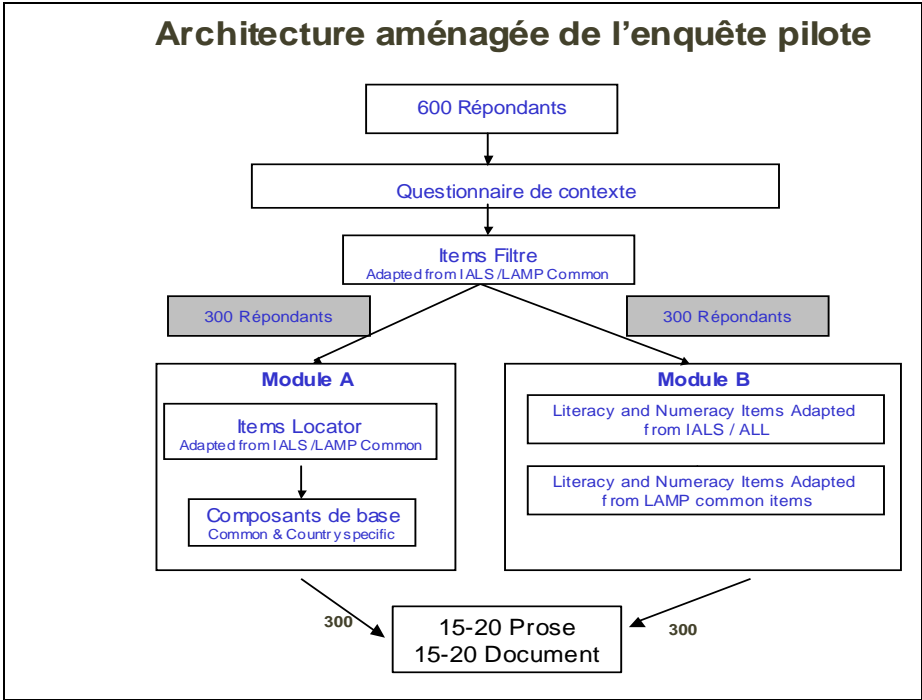 Architecture aménagée de l'enquête pilote
600 Répondants
Questionnaire de contexte
Items Filtre
Adapted from IALS /LAMP Common
300 Répondants
300 Répondants
Module A
Items Locator
Adapted from IALS /LAMP Common
Composants de base
Common & Country specific
Module B
Literacy and Numeracy Items Adapted
from IALS / ALL
Literacy and Numeracy Items Adapted
from LAMP common items
300
15-20 Prose
15-20 Document
300